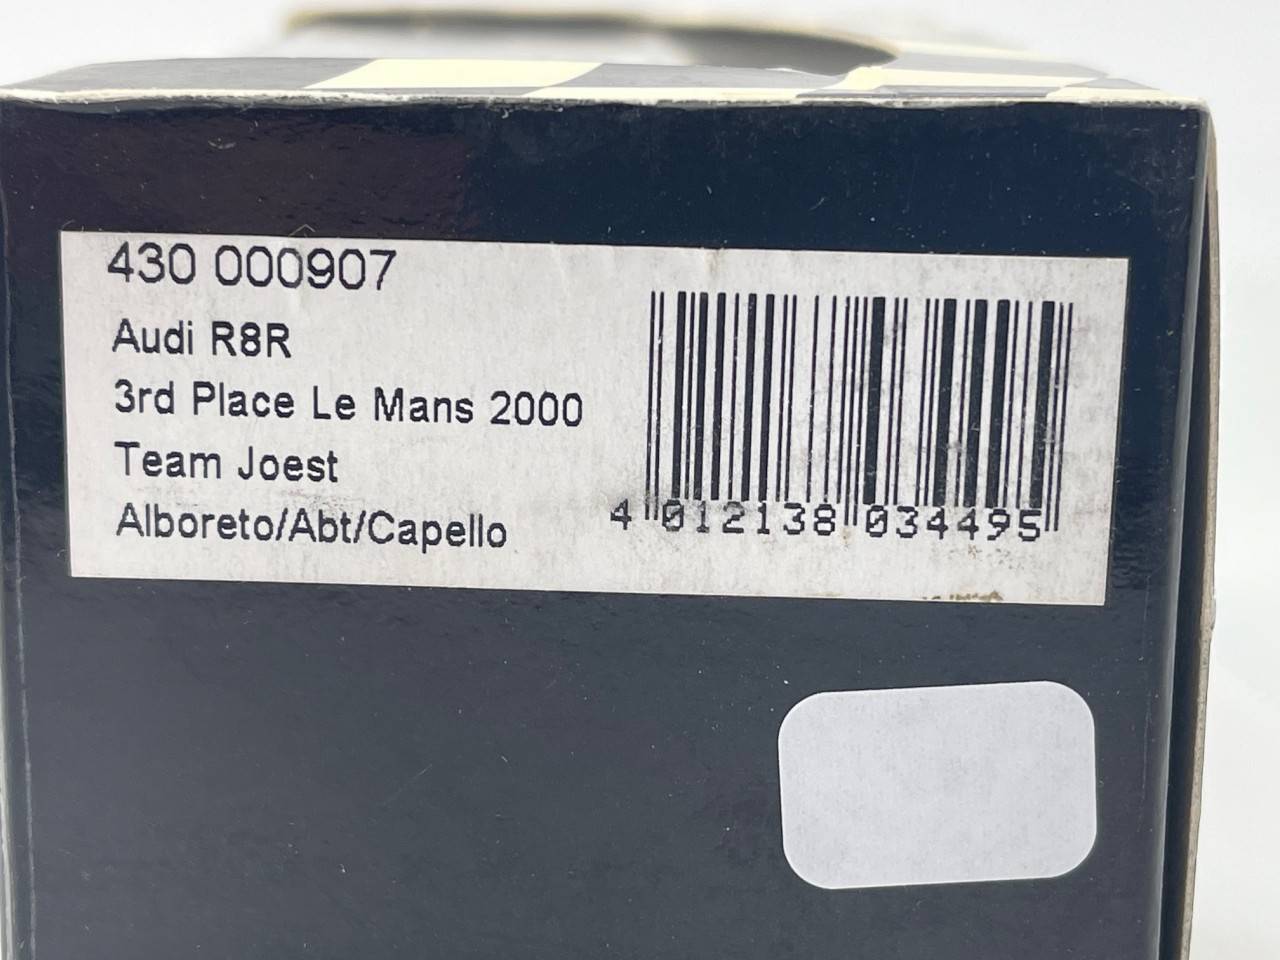 430 000907
Audi R8R
3rd Place Le Mans 2000
Team Joest
Alboreto/Abt/Capello
4 012138 034495